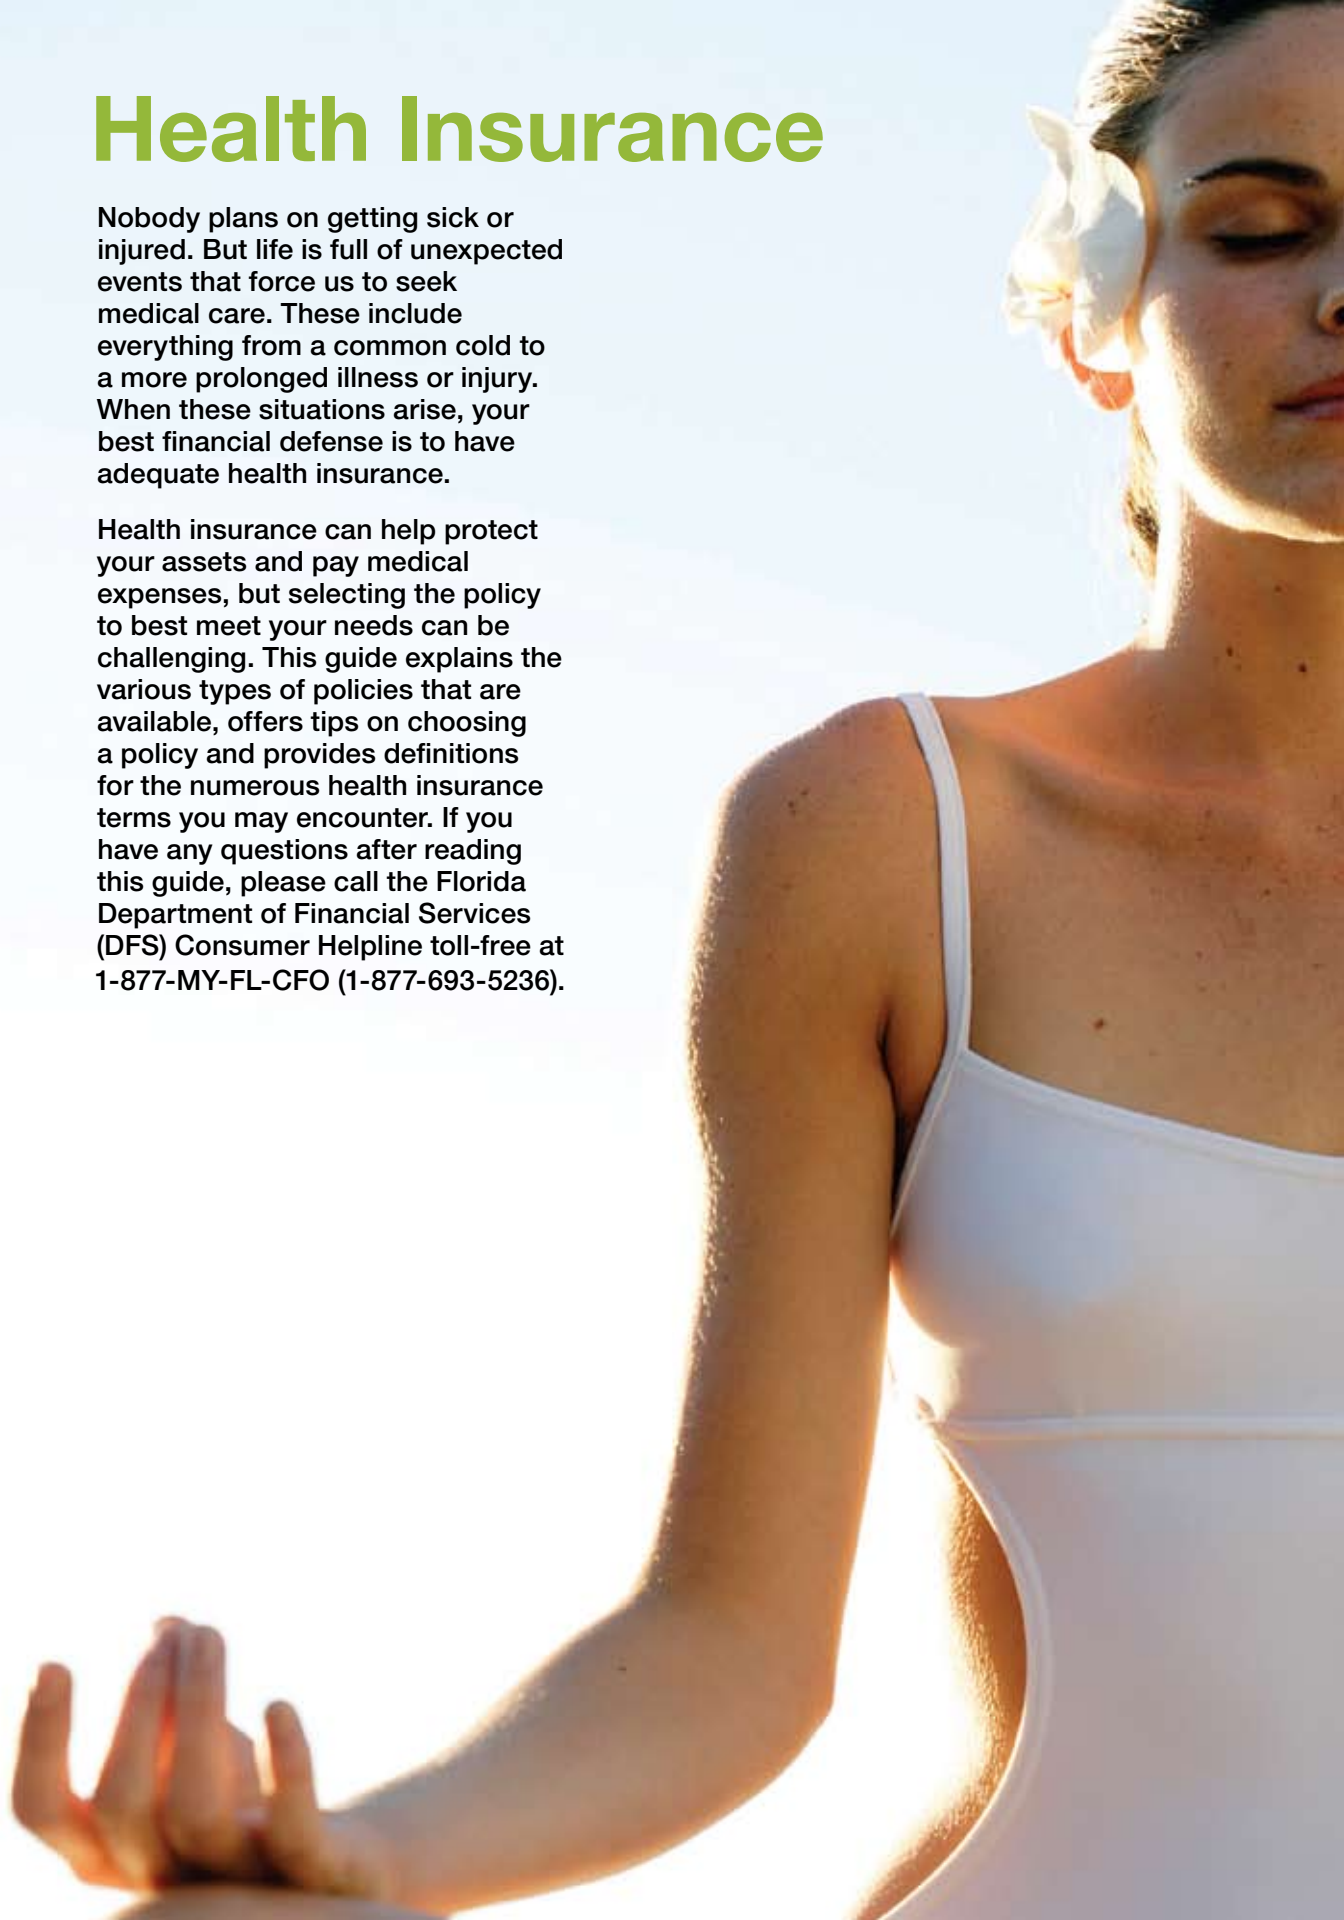 Health Insurance
Nobody plans on getting sick or
injured. But life is full of unexpected
events that force us to seek
medical care. These include
everything from a common cold to
a more prolonged illness or injury.
When these situations arise, your
best financial defense is to have
adequate health insurance.
Health insurance can help protect
your assets and pay medical
expenses, but selecting the policy
to best meet your needs can be
challenging. This guide explains the
various types of policies that are
available, offers tips on choosing
a policy and provides definitions
for the numerous health insurance
terms you may encounter. If you
have any questions after reading
this guide, please call the Florida
Department of Financial Services
(DFS) Consumer Helpline toll-free at
1-877-MY-FL-CFO (1-877-693-5236).